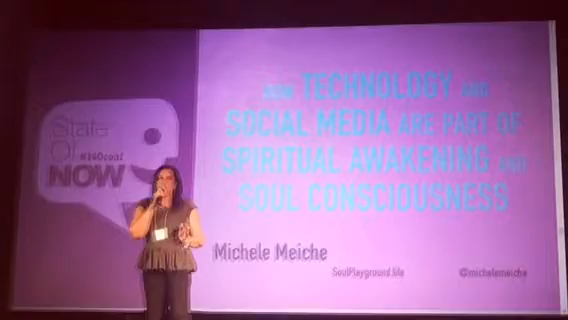 State
Of #140conf
NOW
HOW TECHNOLOGY AND
SOCIAL MEDIA ARE PART OF
SPIRITUAL AWAKENING AND
SOUL CONSCIOUSNESS
Michele Meiche
SoulPlayground.life
@michelemeiche